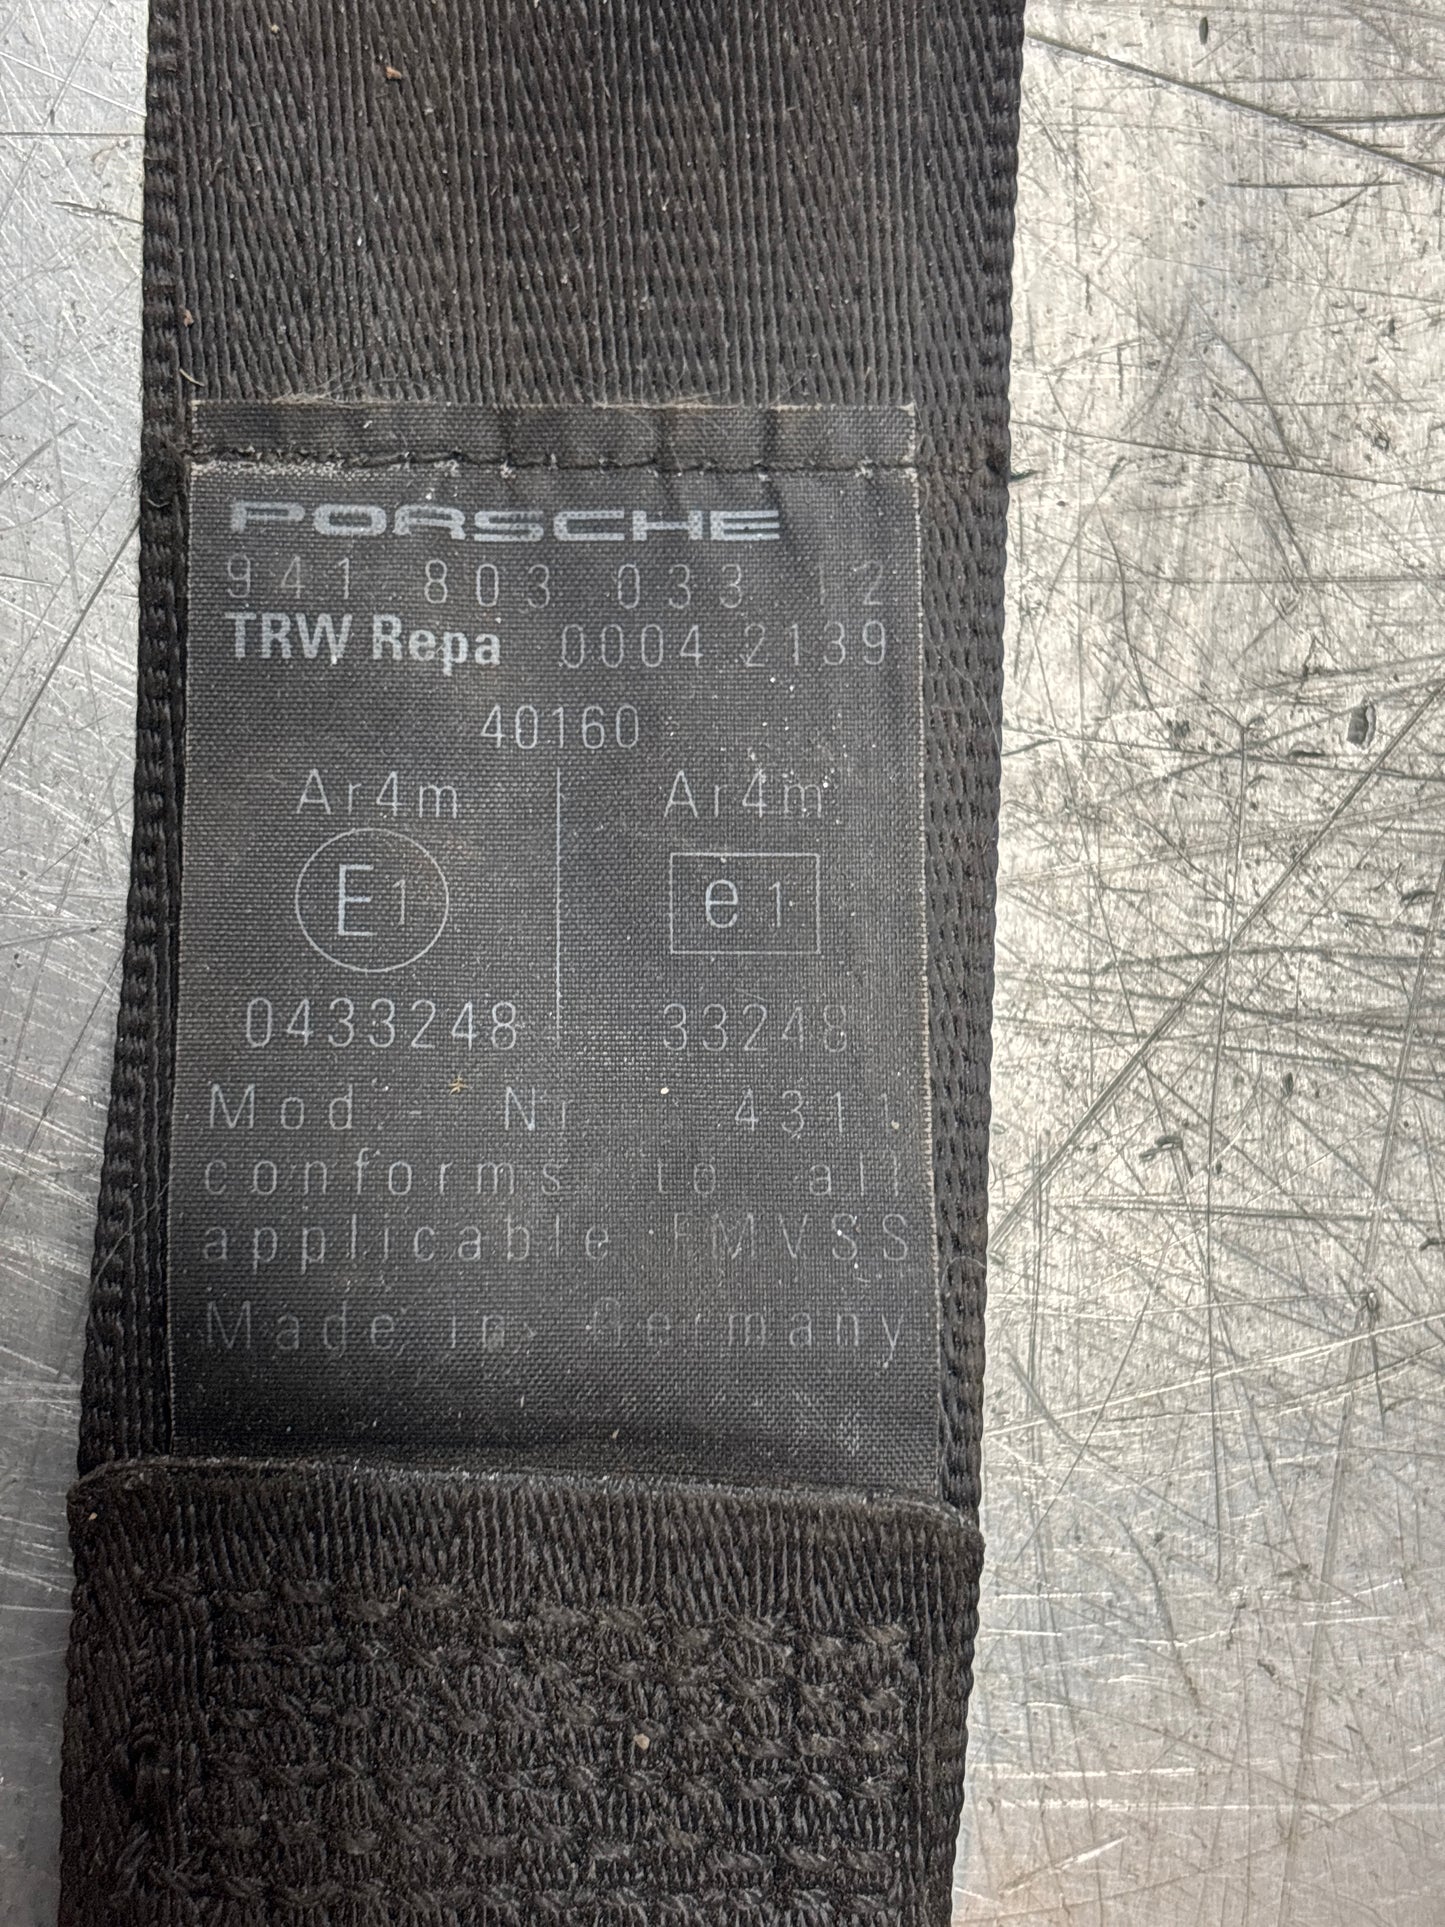 PORSCHE
941 803 033 12
TRW Repa 0004 2139
40160
Ar4m Ar4m
E1 e1
0433248 33248
Mod.-Nr. 4311
conforms to all
applicable FMVSS
Made in Germany